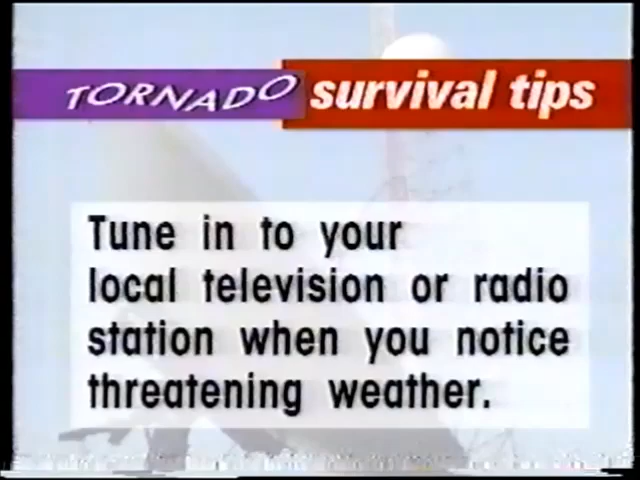 TORNADO survival tips
Tune in to your
local television or radio
station when you notice
threatening weather.